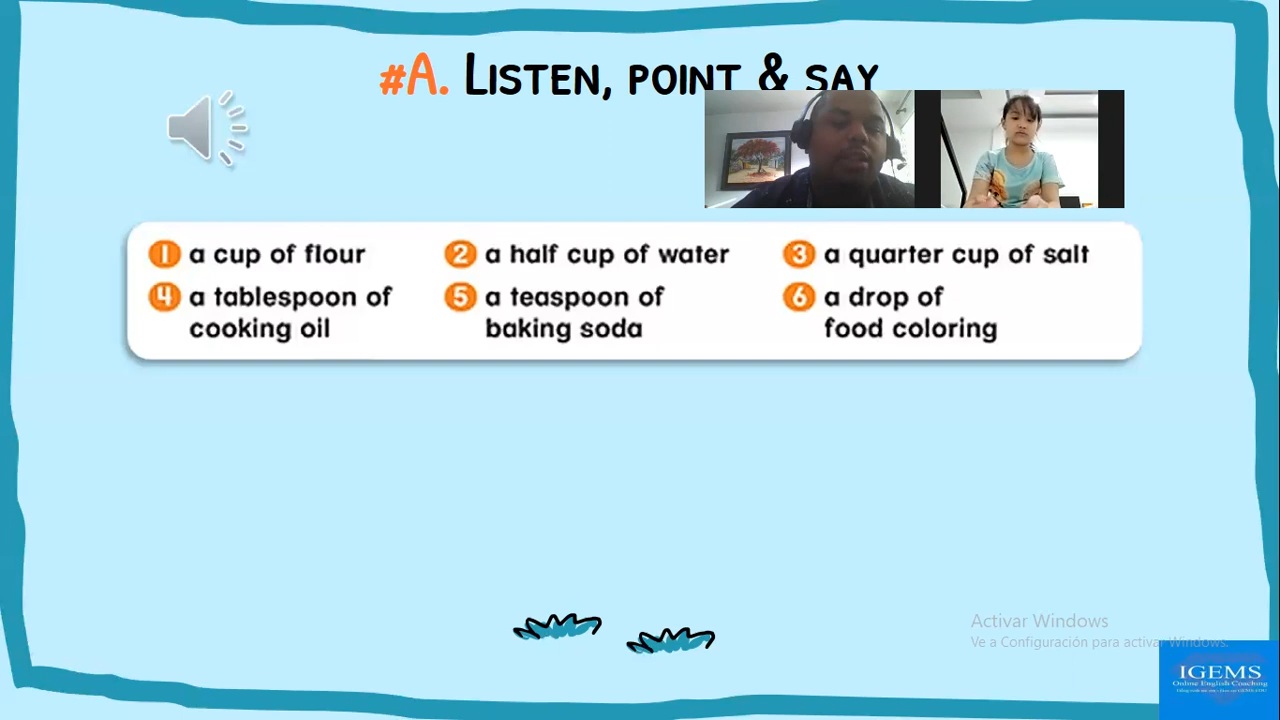 #A. LISTEN, POINT & SAY
1 a cup of flour
2 a half cup of water
3 a quarter cup of salt
4 a tablespoon of
cooking oil
5 a teaspoon of
baking soda
6 a drop of
food coloring
Activar Windows
Ve a Configuración para activar Windows.
IGEMS
Online English Coaching